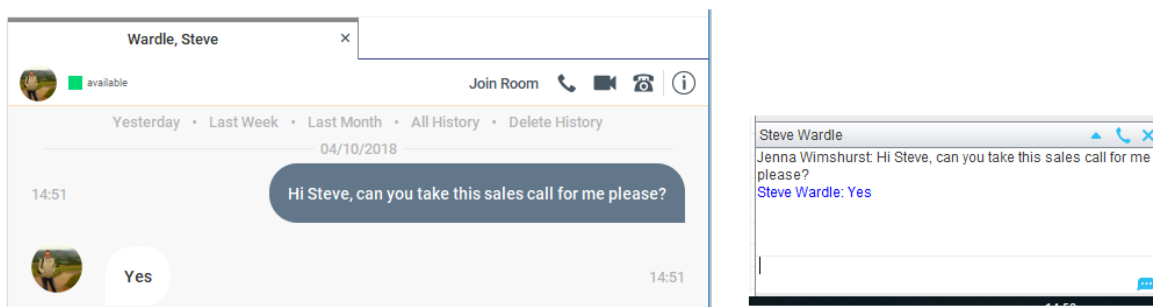 Wardle, Steve ×
available Join Room
Yesterday • Last Week • Last Month • All History • Delete History
04/10/2018
14:51 Hi Steve, can you take this sales call for me please?
Yes 14:51
Steve Wardle
Jenna Wimshurst: Hi Steve, can you take this sales call for me
please?
Steve Wardle: Yes